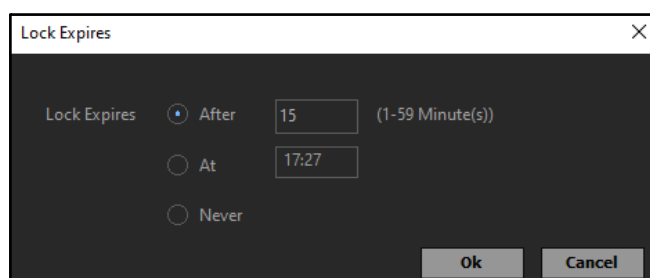 Lock Expires
Lock Expires After 15 (1-59 Minute(s))
At 17:27
Never
Ok Cancel